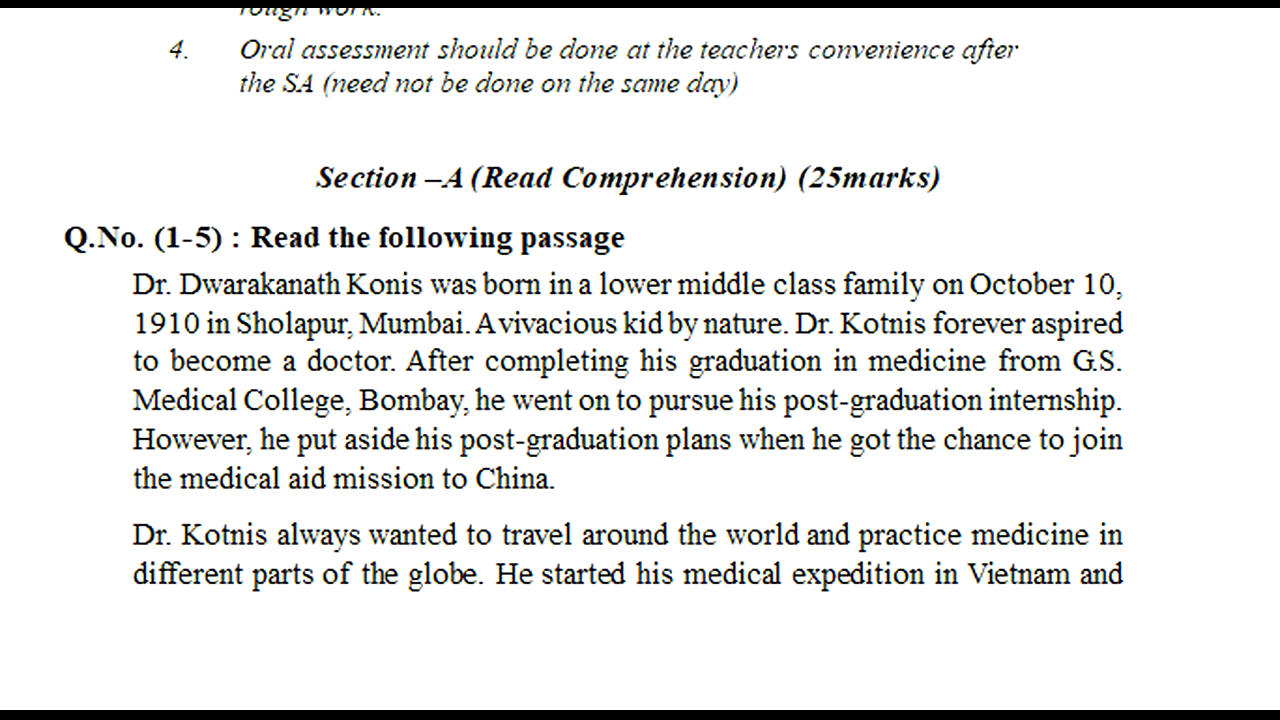 rough work.
4. Oral assessment should be done at the teachers convenience after
the SA (need not be done on the same day)
Section –A (Read Comprehension) (25marks)
Q.No. (1-5) : Read the following passage
Dr. Dwarakanath Konis was born in a lower middle class family on October 10,
1910 in Sholapur, Mumbai. A vivacious kid by nature. Dr. Kotnis forever aspired
to become a doctor. After completing his graduation in medicine from G.S.
Medical College, Bombay, he went on to pursue his post-graduation internship.
However, he put aside his post-graduation plans when he got the chance to join
the medical aid mission to China.
Dr. Kotnis always wanted to travel around the world and practice medicine in
different parts of the globe. He started his medical expedition in Vietnam and